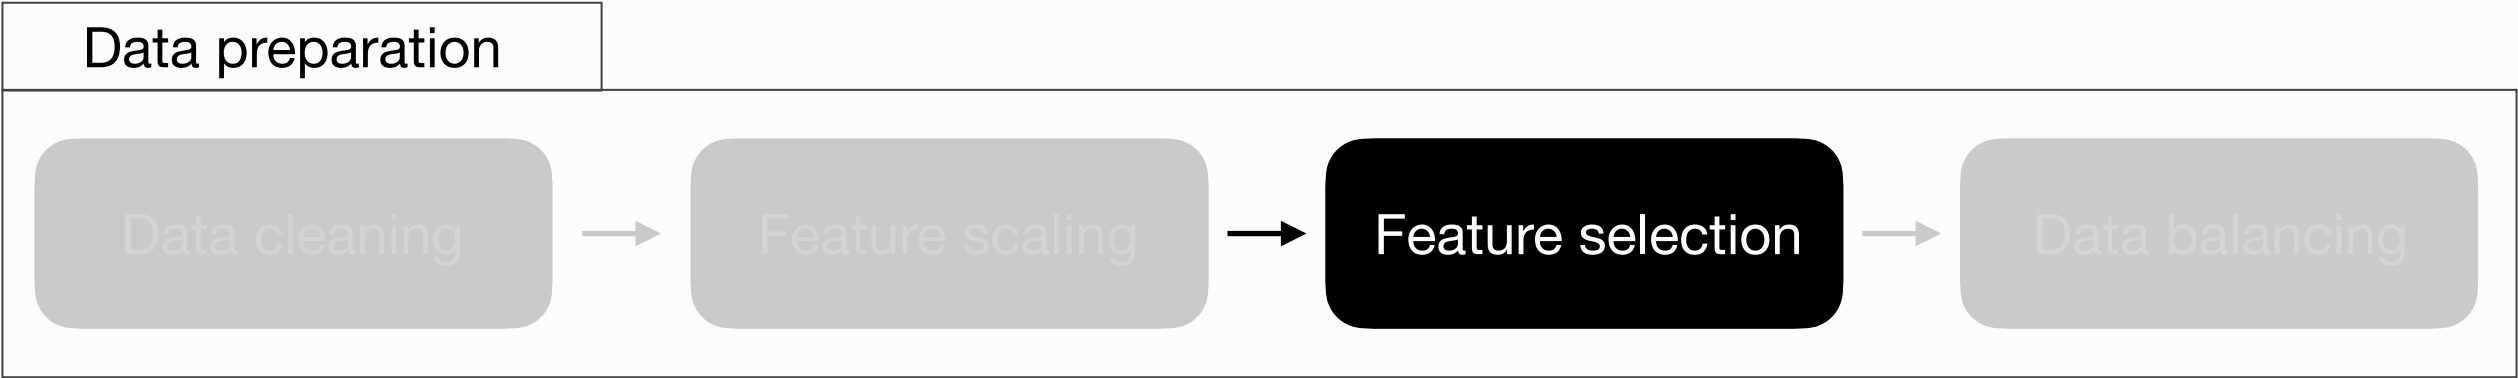 Data preparation
Data cleaning
Feature scaling
Feature selection
Data balancing